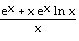 (eˣ + x eˣ ln x) / x